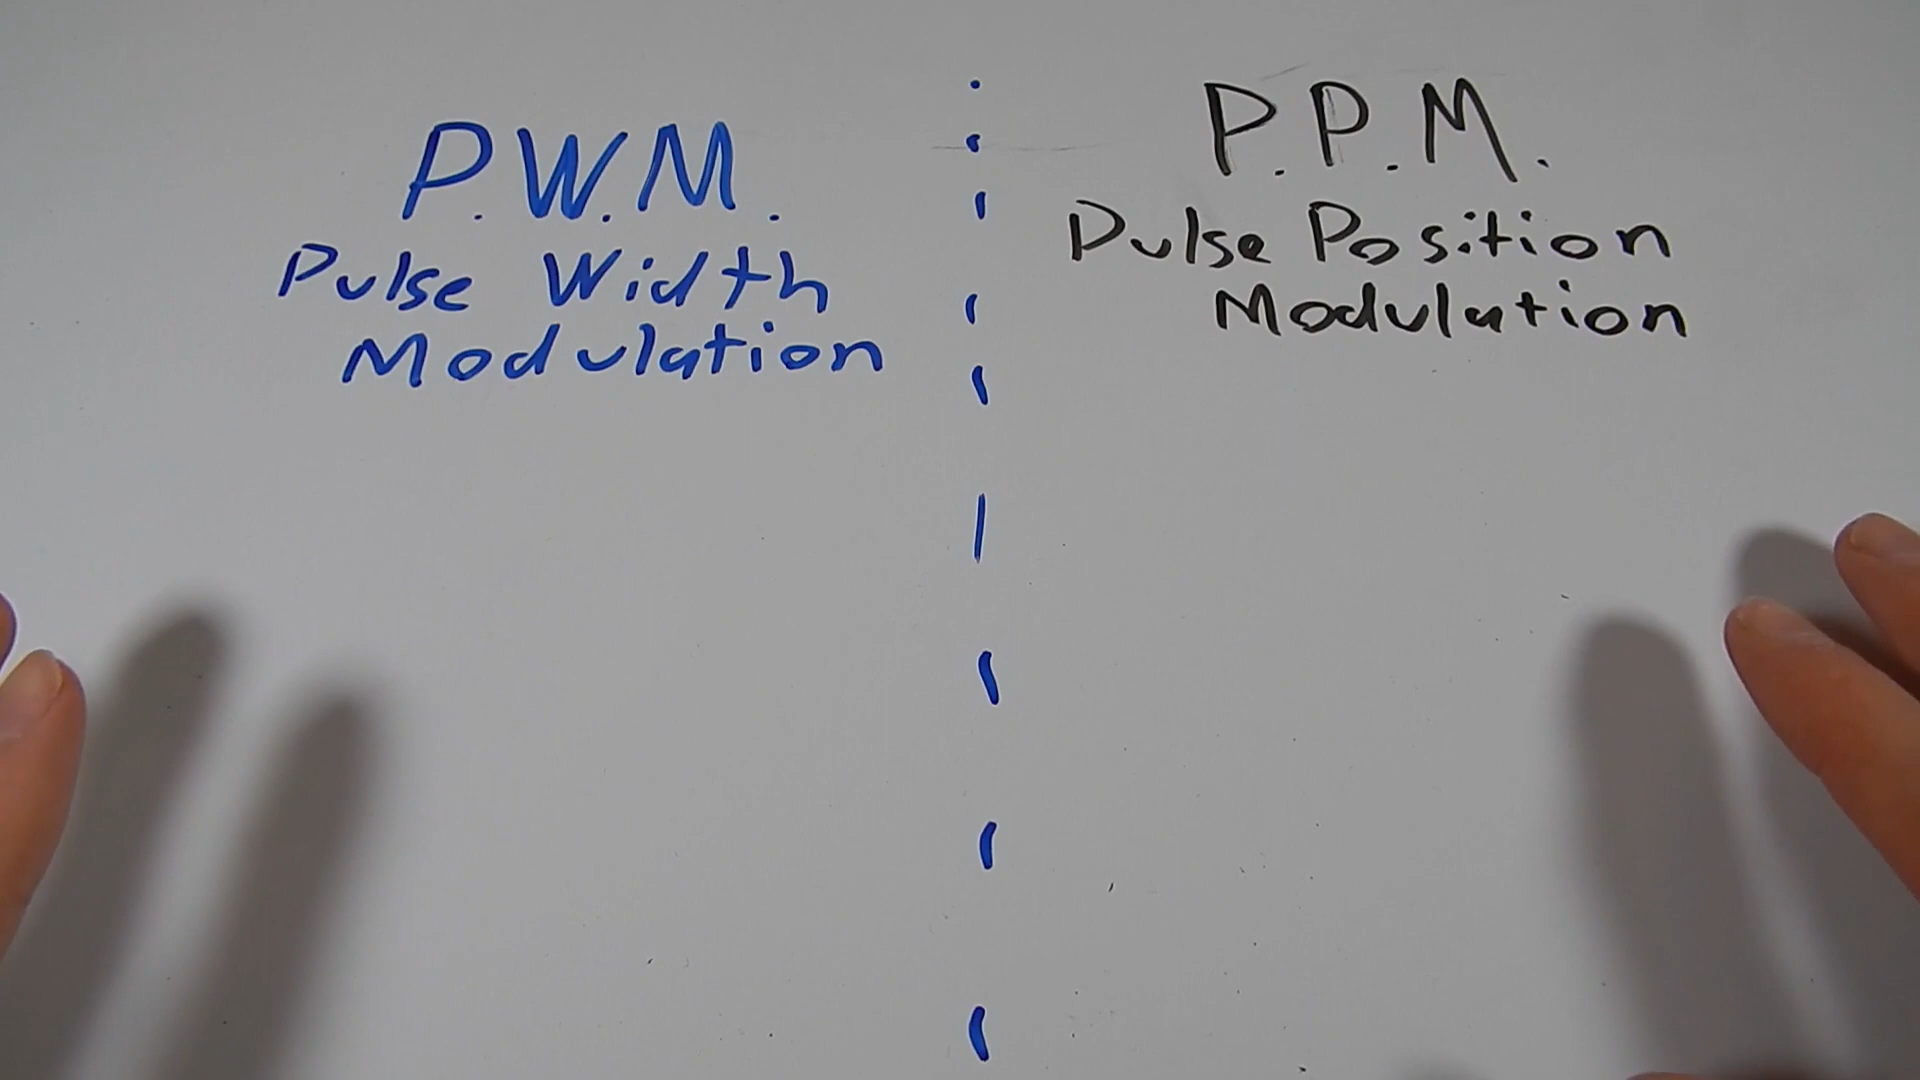 P.W.M.
Pulse Width
Modulation
P.P.M.
Pulse Position
Modulation